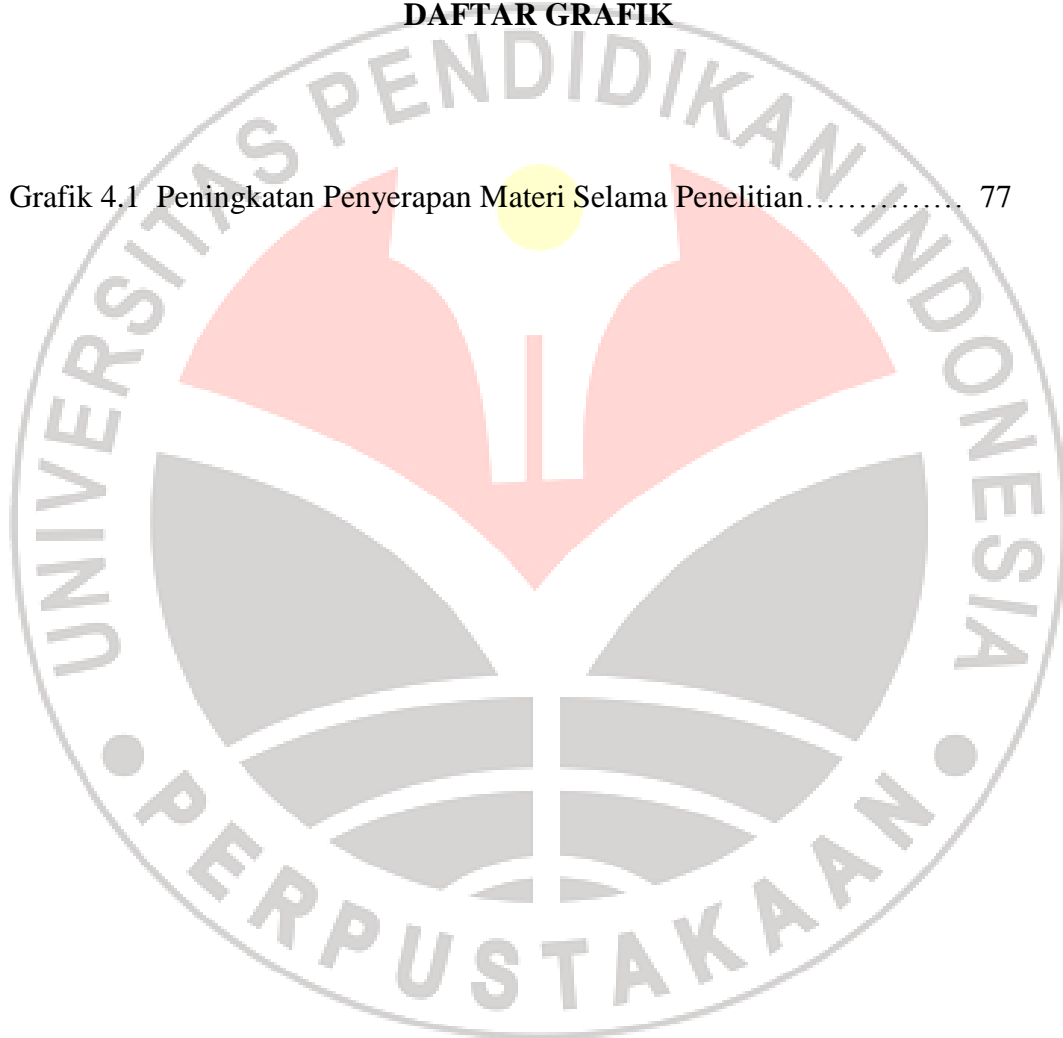 DAFTAR GRAFIK
Grafik 4.1 Peningkatan Penyerapan Materi Selama Penelitian…………… 77
UNIVERSITAS PENDIDIKAN INDONESIA
PERPUSTAKAAN